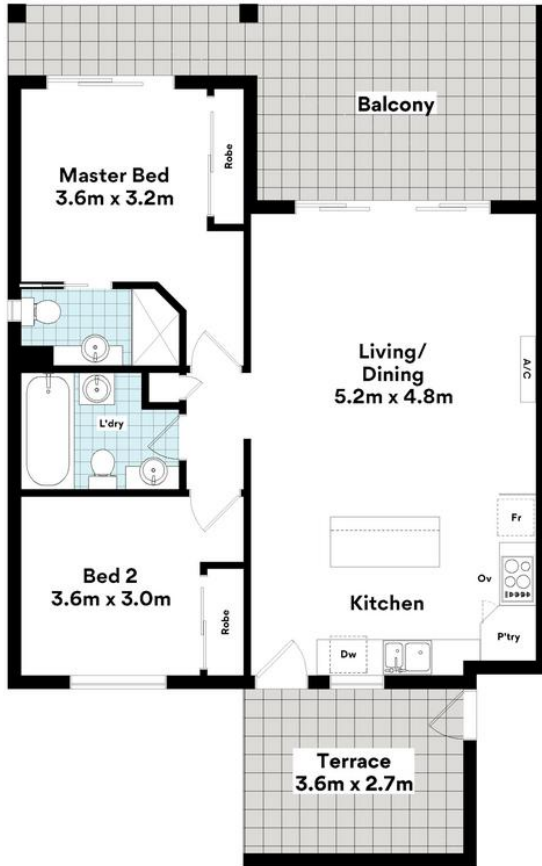 Balcony
Robe
Master Bed
3.6m x 3.2m
Living/
Dining
5.2m x 4.8m
A/C
L'dry
Fr
Ov
Bed 2
3.6m x 3.0m
Robe
Kitchen
P'try
Dw
Terrace
3.6m x 2.7m